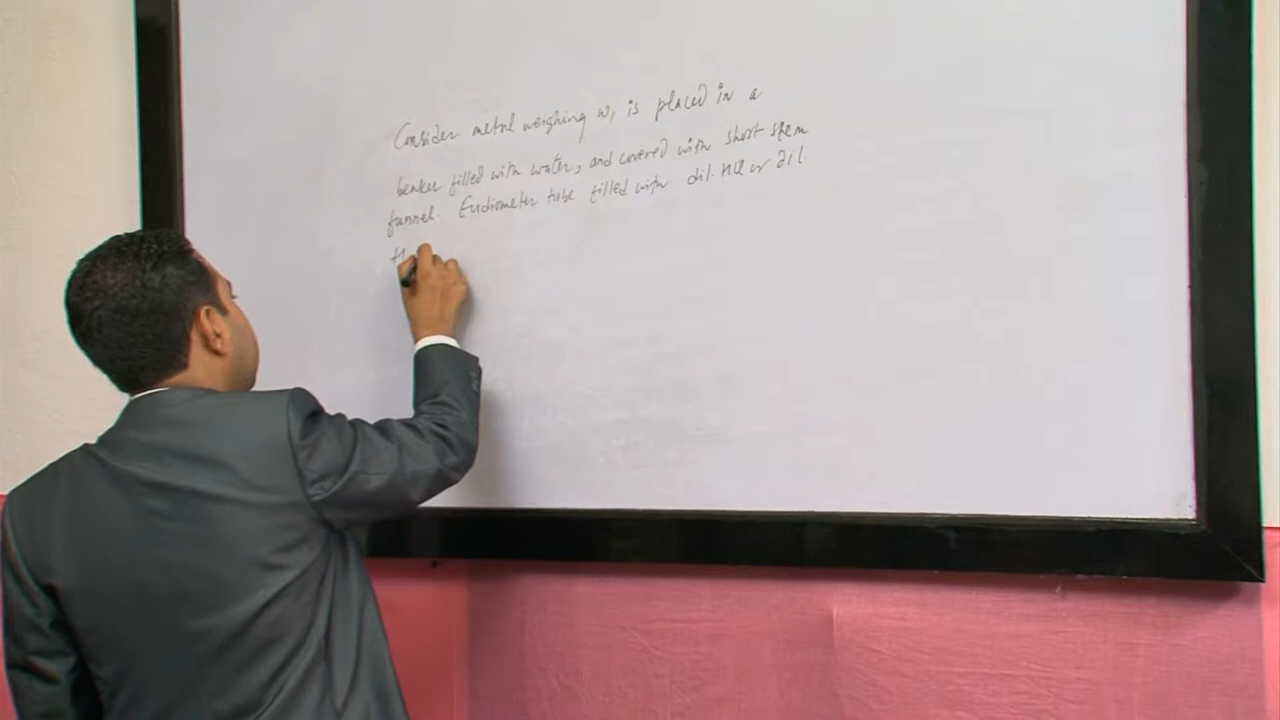 Consider metal weighing w₁ is placed in a
beaker filled with water, and covered with short stem
funnel. Eudiometer tube filled with dil. HCl or dil.
H